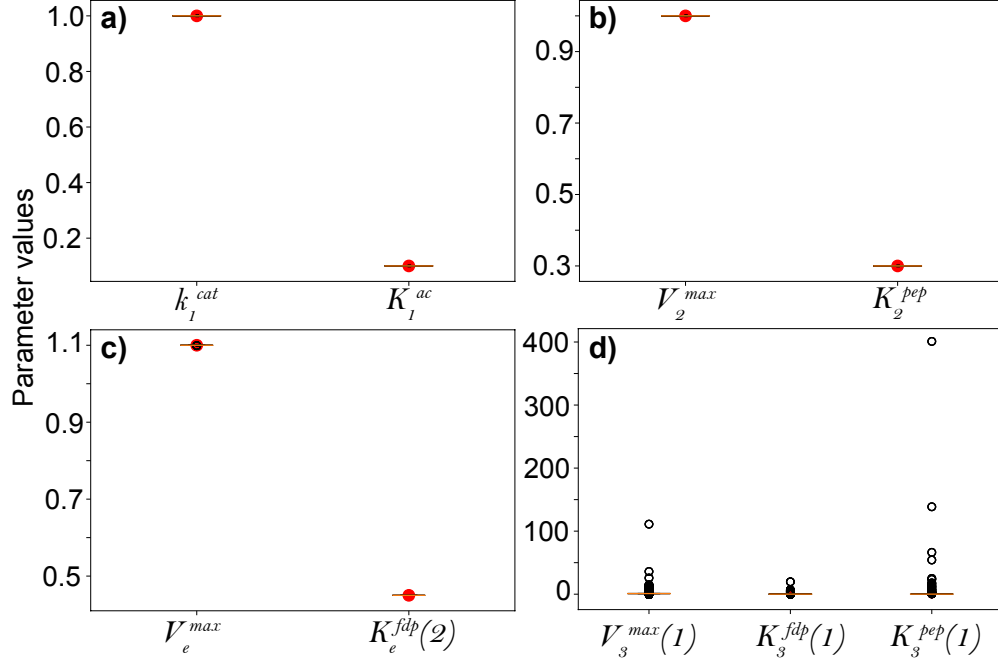 Parameter values
a)
1.0
0.8
0.6
0.4
0.2
k₁ᶜᵃᵗ
K₁ᵃᶜ
b)
0.9
0.7
0.5
0.3
V₂ᵐᵃˣ
K₂ᵖᵉᵖ
c)
1.1
0.9
0.7
0.5
Vₑᵐᵃˣ
Kₑᶠᵈᵖ(2)
d)
400
300
200
100
0
V₃ᵐᵃˣ(1)
K₃ᶠᵈᵖ(1)
K₃ᵖᵉᵖ(1)